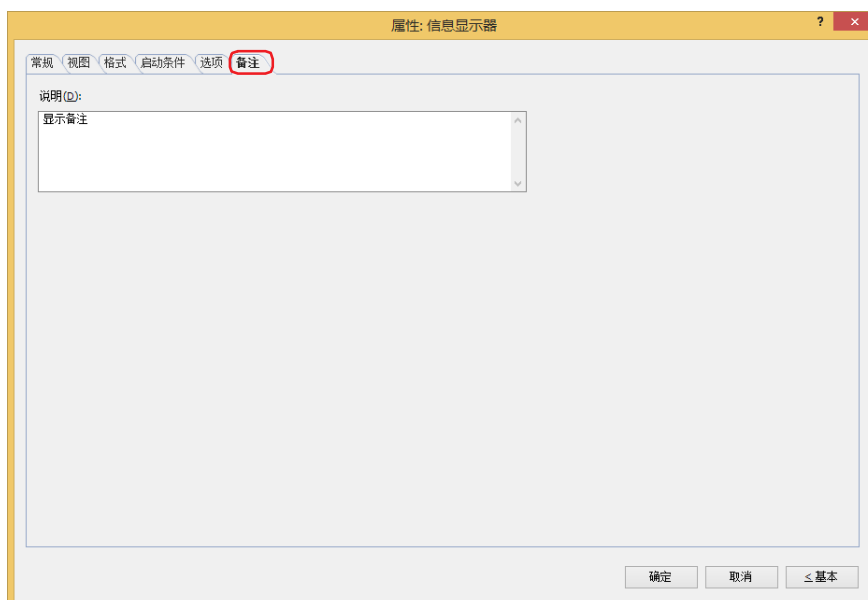 属性: 信息显示器
? ×
常规 视图 格式 启动条件 选项 备注
说明(D):
显示备注
确定 取消 < 基本